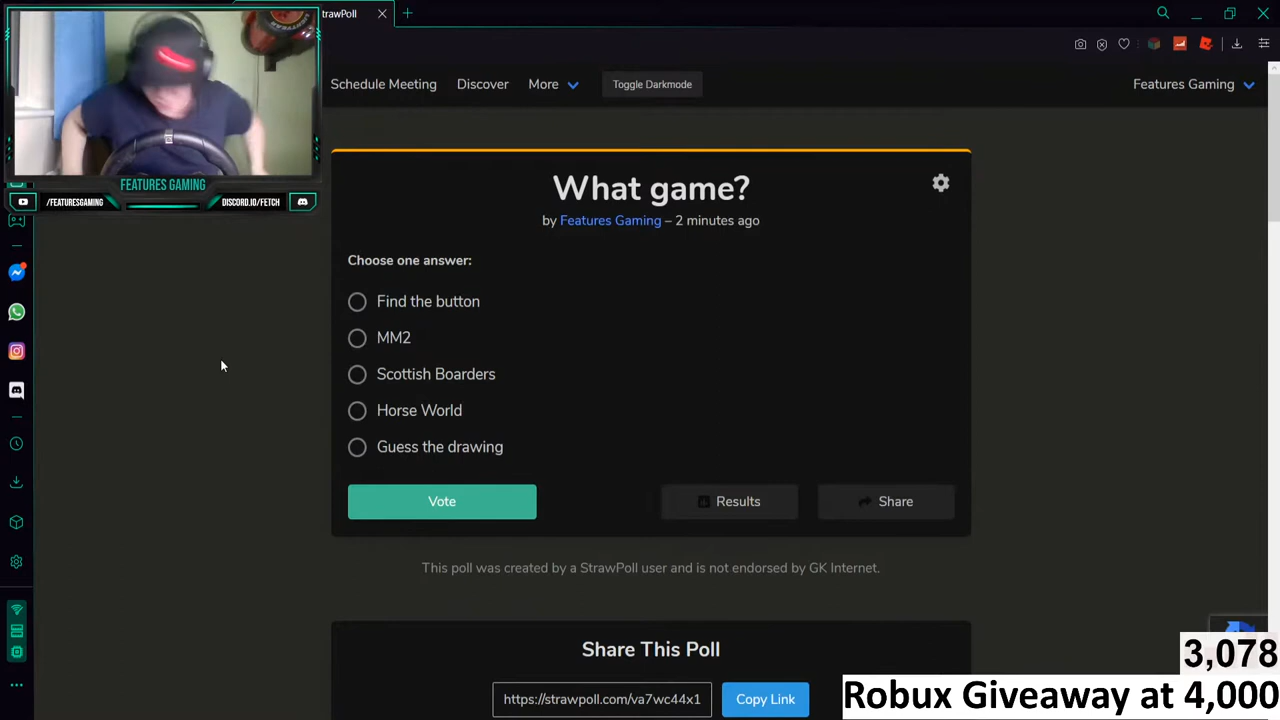 trawPoll
Schedule Meeting Discover More Toggle Darkmode Features Gaming
FEATURES GAMING
/FEATURESGAMING DISCORD.IO/FETCH
What game?
by Features Gaming – 2 minutes ago
Choose one answer:
Find the button
MM2
Scottish Boarders
Horse World
Guess the drawing
Vote Results Share
This poll was created by a StrawPoll user and is not endorsed by GK Internet.
Share This Poll
https://strawpoll.com/va7wc44x1
Copy Link
3,078
Robux Giveaway at 4,000